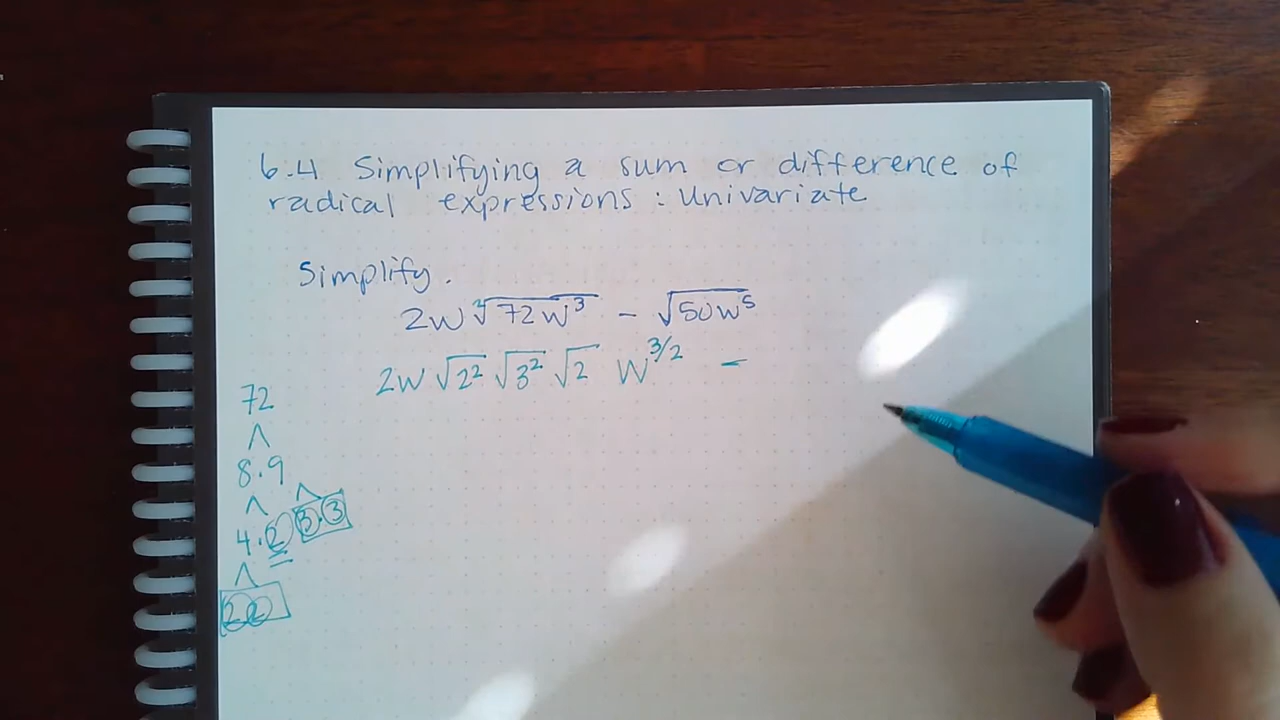 6.4 Simplifying a sum or difference of
radical expressions : Univariate
Simplify.
2w ²√72w³ - √50w⁵
2w √2² √3² √2 w^3/2 -
72
∧
8·9
∧ ∧
4·2 3·3
∧
2 2